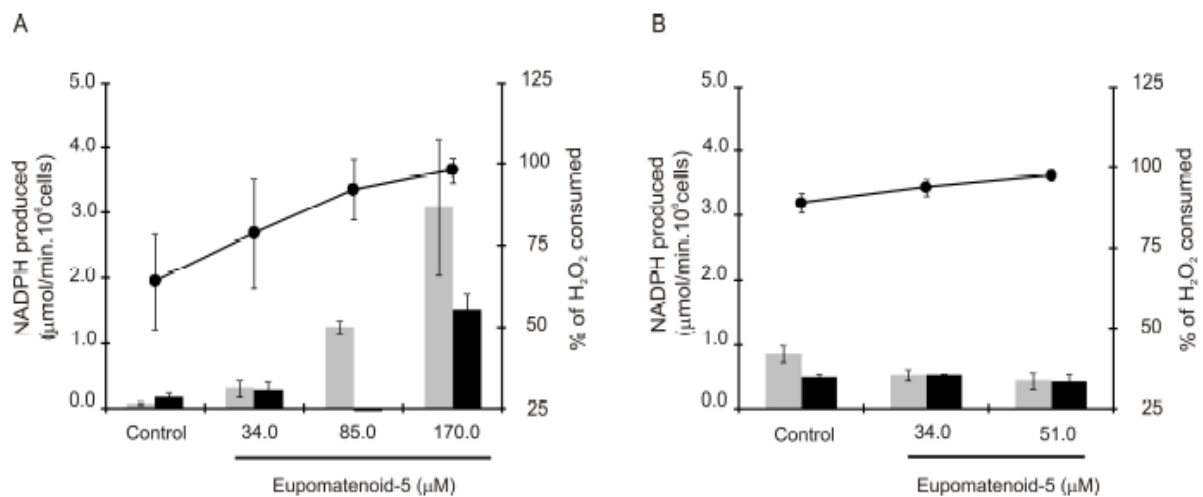 A
B
NADPH produced
(μmol/min. 10⁶cells)
5.0
4.0
3.0
2.0
1.0
0.0
125
100
75
50
25
% of H₂O₂ consumed
Control
34.0
85.0
170.0
Eupomatenoid-5 (μM)
NADPH produced
(μmol/min. 10⁶cells)
5.0
4.0
3.0
2.0
1.0
0.0
125
100
75
50
25
% of H₂O₂ consumed
Control
34.0
51.0
Eupomatenoid-5 (μM)